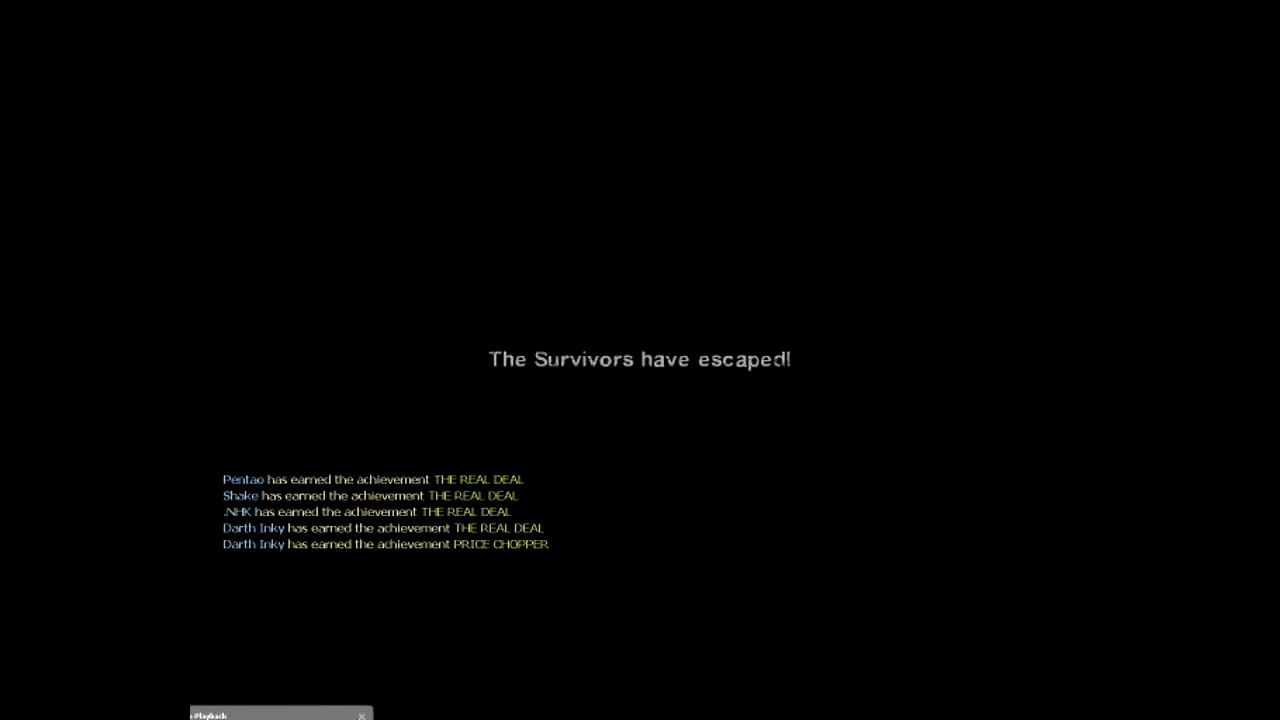 The Survivors have escaped!
Pentao has earned the achievement THE REAL DEAL
Shake has earned the achievement THE REAL DEAL
.NHK has earned the achievement THE REAL DEAL
Darth Inky has earned the achievement THE REAL DEAL
Darth Inky has earned the achievement PRICE CHOPPER
Playback